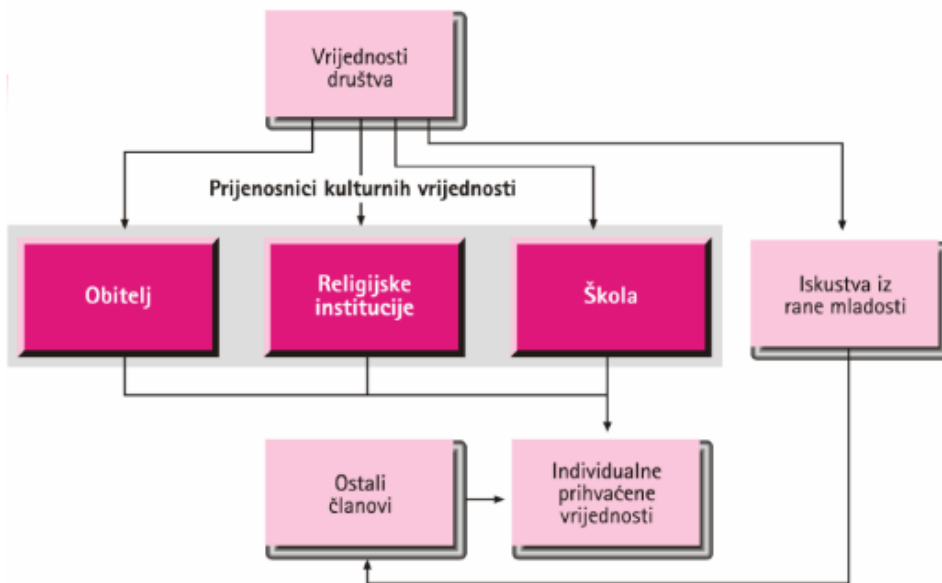 Vrijednosti
društva
Prijenosnici kulturnih vrijednosti
Obitelj
Religijske
institucije
Škola
Iskustva iz
rane mladosti
Ostali
članovi
Individualne
prihvaćene
vrijednosti